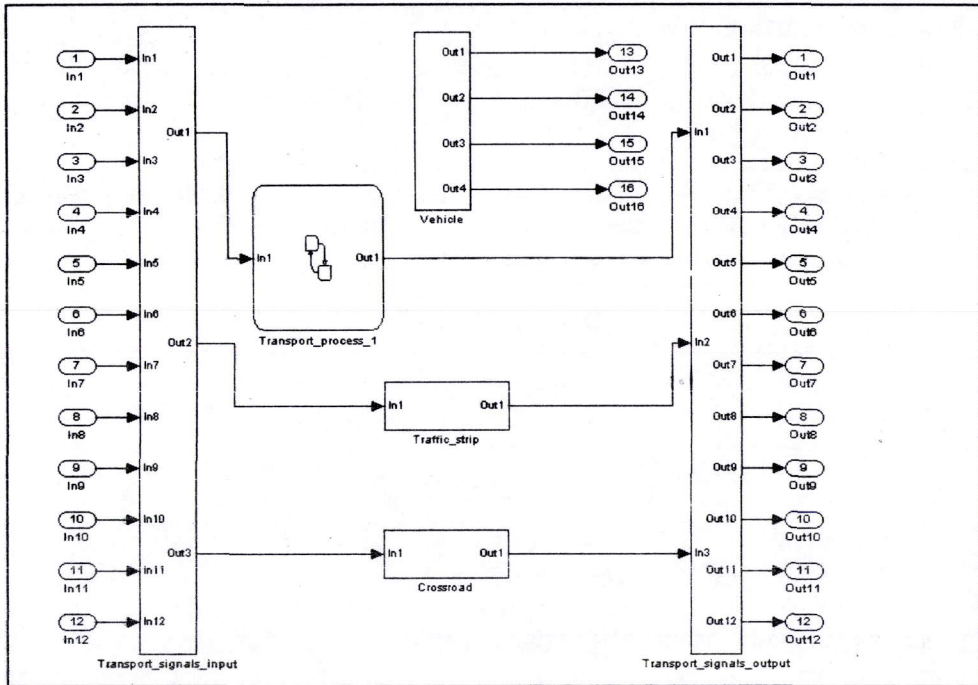 1
In1
2
In2
3
In3
4
In4
5
In5
6
In6
7
In7
8
In8
9
In9
10
In10
11
In11
12
In12
In1
In2
In3
In4
In5
In6
In7
In8
In9
In10
In11
In12
Out1
Out2
Out3
Transport_signals_input
In1
Out1
Transport_process_1
Out1
Out2
Out3
Out4
Vehicle
13
Out13
14
Out14
15
Out15
16
Out16
In1
Out1
Traffic_strip
In1
Out1
Crossroad
In1
In2
In3
Out1
Out2
Out3
Out4
Out5
Out6
Out7
Out8
Out9
Out10
Out11
Out12
Transport_signals_output
1
Out1
2
Out2
3
Out3
4
Out4
5
Out5
6
Out6
7
Out7
8
Out8
9
Out9
10
Out10
11
Out11
12
Out12